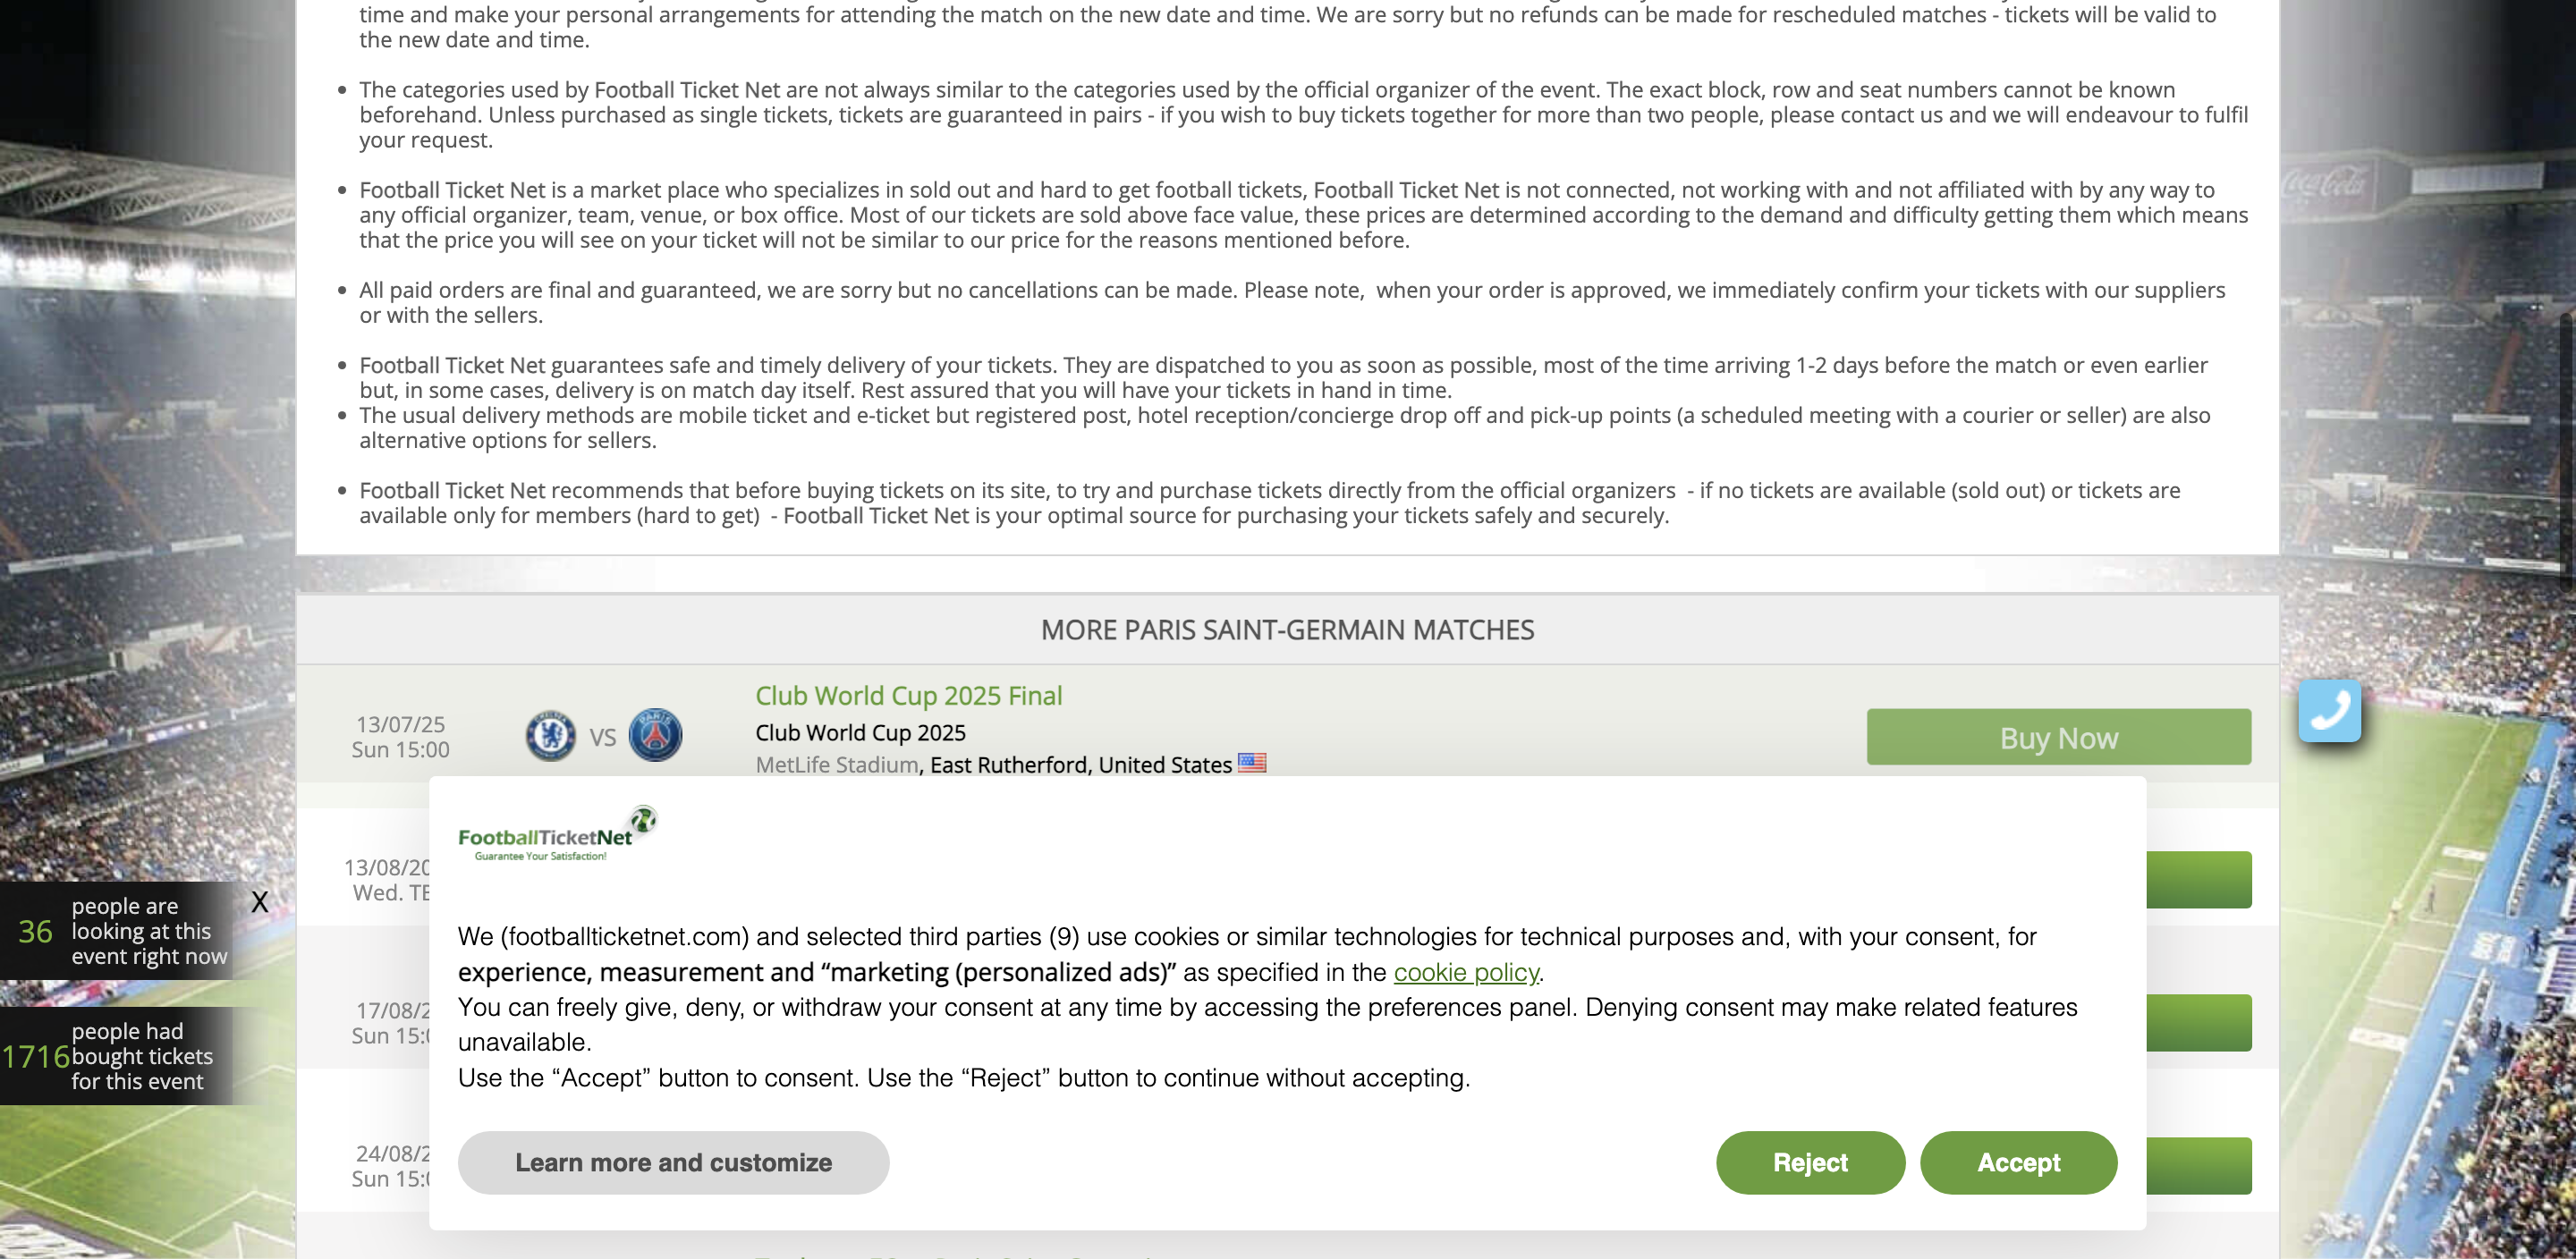 time and make your personal arrangements for attending the match on the new date and time. We are sorry but no refunds can be made for rescheduled matches - tickets will be valid to
the new date and time.
The categories used by Football Ticket Net are not always similar to the categories used by the official organizer of the event. The exact block, row and seat numbers cannot be known
beforehand. Unless purchased as single tickets, tickets are guaranteed in pairs - if you wish to buy tickets together for more than two people, please contact us and we will endeavour to fulfil
your request.
Football Ticket Net is a market place who specializes in sold out and hard to get football tickets, Football Ticket Net is not connected, not working with and not affiliated with by any way to
any official organizer, team, venue, or box office. Most of our tickets are sold above face value, these prices are determined according to the demand and difficulty getting them which means
that the price you will see on your ticket will not be similar to our price for the reasons mentioned before.
All paid orders are final and guaranteed, we are sorry but no cancellations can be made. Please note,  when your order is approved, we immediately confirm your tickets with our suppliers
or with the sellers.
Football Ticket Net guarantees safe and timely delivery of your tickets. They are dispatched to you as soon as possible, most of the time arriving 1-2 days before the match or even earlier
but, in some cases, delivery is on match day itself. Rest assured that you will have your tickets in hand in time.
The usual delivery methods are mobile ticket and e-ticket but registered post, hotel reception/concierge drop off and pick-up points (a scheduled meeting with a courier or seller) are also
alternative options for sellers.
Football Ticket Net recommends that before buying tickets on its site, to try and purchase tickets directly from the official organizers  - if no tickets are available (sold out) or tickets are
available only for members (hard to get)  - Football Ticket Net is your optimal source for purchasing your tickets safely and securely.
Coca-Cola
MORE PARIS SAINT-GERMAIN MATCHES
13/07/25
Sun 15:00
VS
PARIS
Club World Cup 2025 Final
Club World Cup 2025
MetLife Stadium, East Rutherford, United States
Buy Now
13/08/20
Wed.
17/08/2
Sun 15:
24/08/2
Sun 15:
36 people are
looking at this
event right now
X
1716 people had
bought tickets
for this event
FootballTicketNet
Guarantee Your Satisfaction!
We (footballticketnet.com) and selected third parties (9) use cookies or similar technologies for technical purposes and, with your consent, for
experience, measurement and “marketing (personalized ads)” as specified in the cookie policy.
You can freely give, deny, or withdraw your consent at any time by accessing the preferences panel. Denying consent may make related features
unavailable.
Use the “Accept” button to consent. Use the “Reject” button to continue without accepting.
Learn more and customize
Reject
Accept